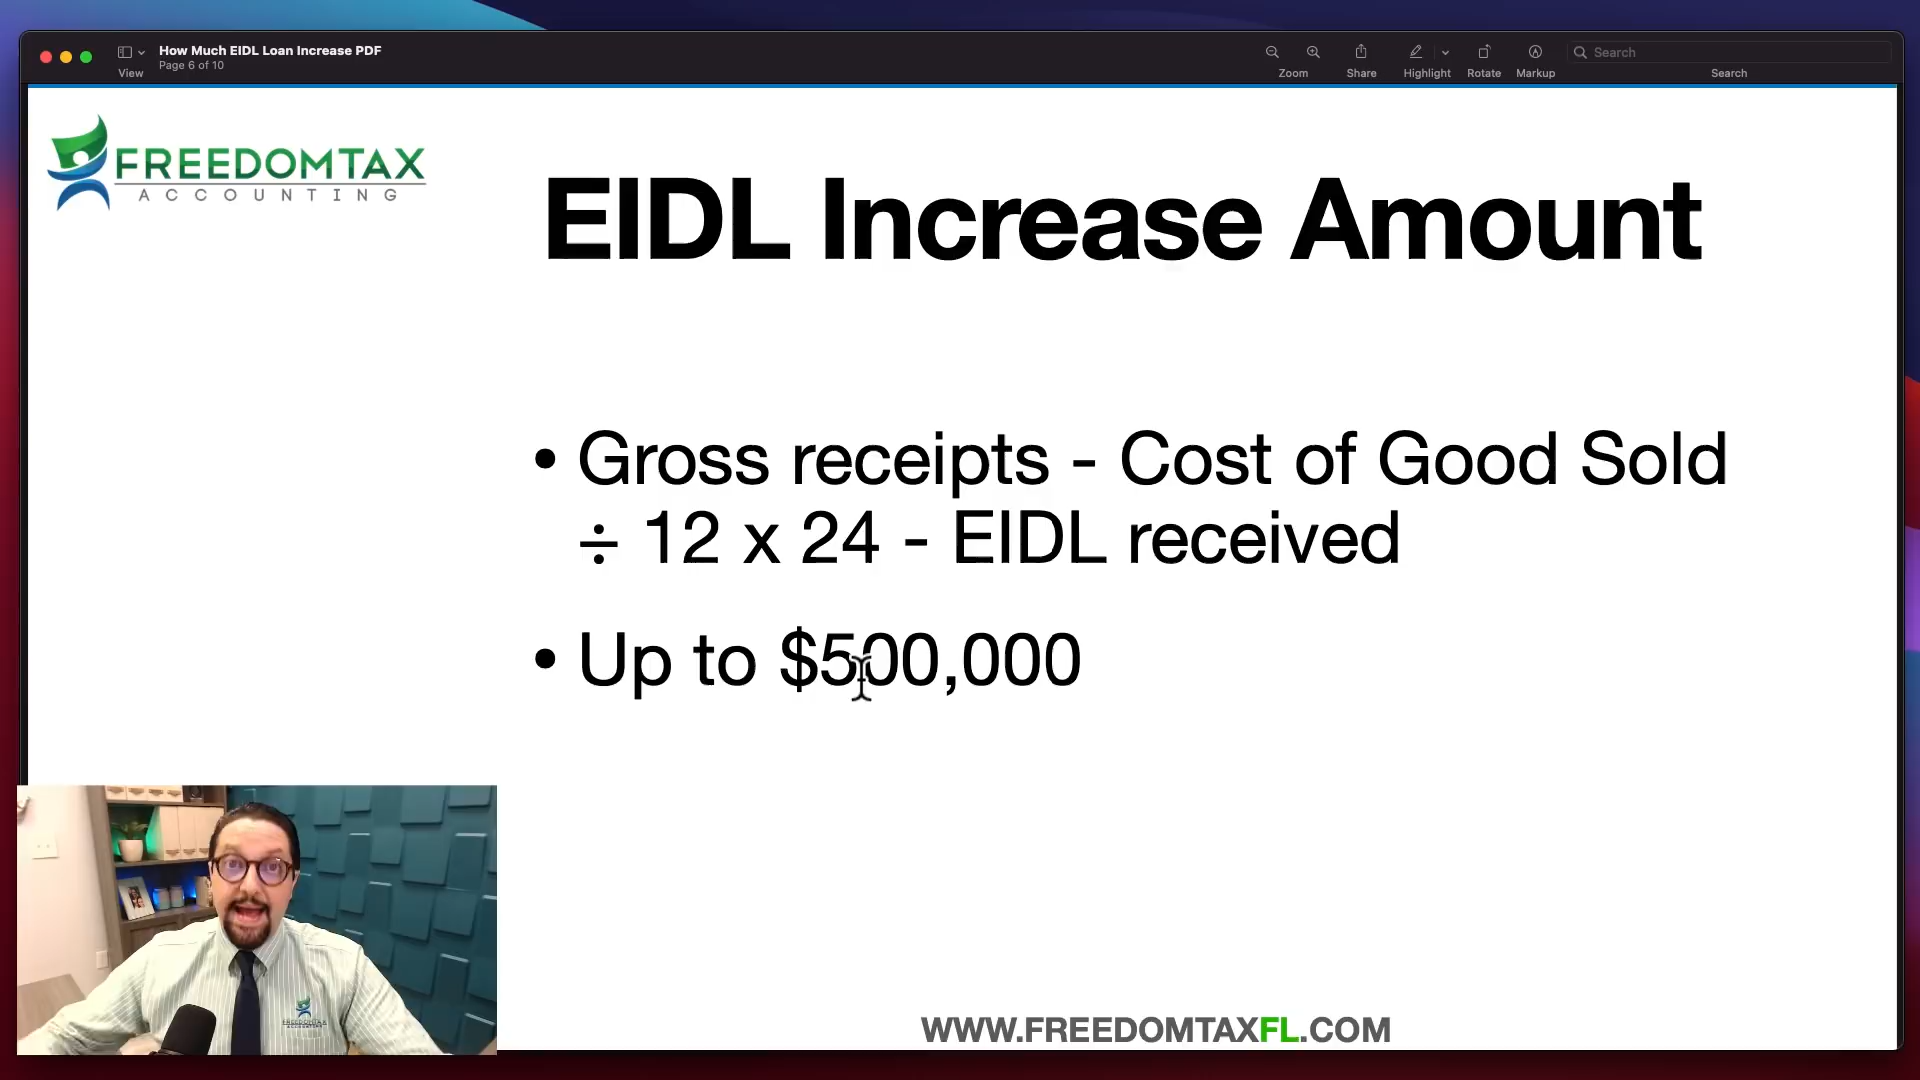 How Much EIDL Loan Increase PDF
Page 6 of 10
View
Zoom
Share
Highlight
Rotate
Markup
Search
Search
FREEDOMTAX
ACCOUNTING
EIDL Increase Amount
• Gross receipts - Cost of Good Sold
÷ 12 x 24 - EIDL received
• Up to $500,000
FREEDOMTAX
ACCOUNTING
WWW.FREEDOMTAXFL.COM